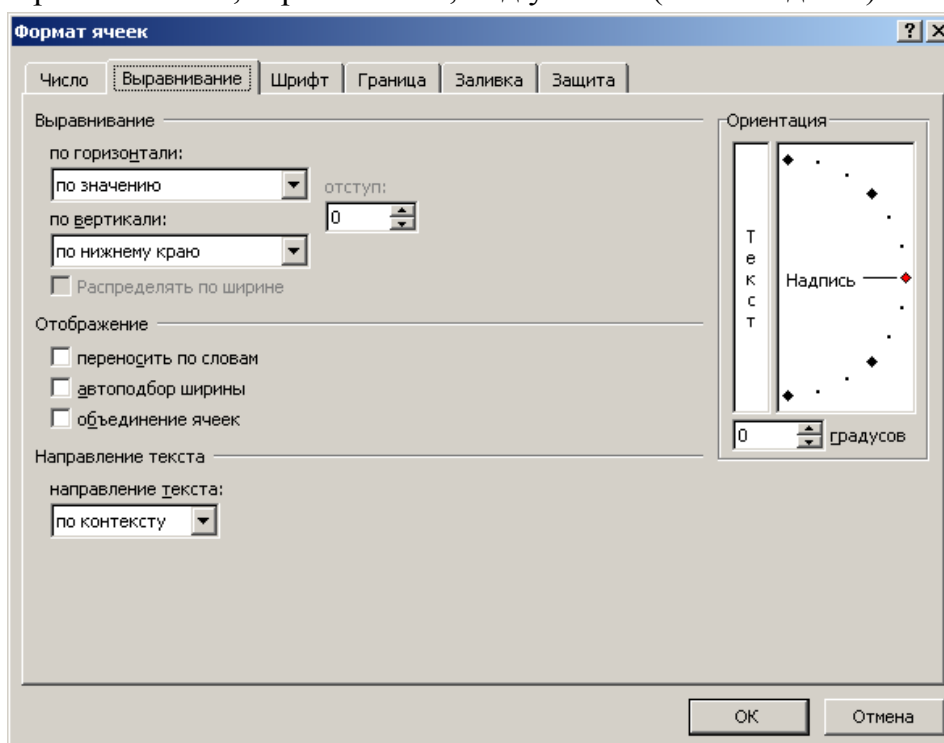 Формат ячеек
Число Выравнивание Шрифт Граница Заливка Защита
Выравнивание
по горизонтали:
по значению
отступ:
0
по вертикали:
по нижнему краю
Распределять по ширине
Отображение
переносить по словам
автоподбор ширины
объединение ячеек
Направление текста
направление текста:
по контексту
Ориентация
Текст
Надпись
0 градусов
ОК Отмена